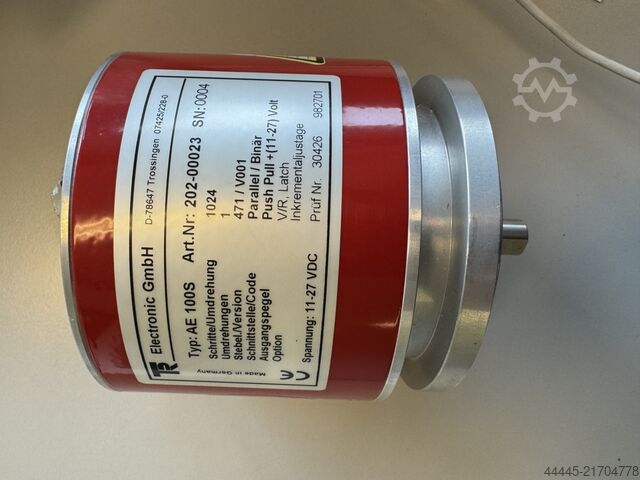 TR Electronic GmbH
D-78647 Trossingen 07425/228-0
Typ: AE 100S Art.Nr: 202-00023 SN:0004
Schritte/Umdrehung 1024
Umdrehungen 1
Stebel./Version 471 / V001
Schnittstelle/Code Parallel / Binär
Ausgangspegel Push Pull +(11-27) Volt
Option V/R, Latch
Inkrementaljustage
Spannung: 11-27 VDC Prüf Nr. 30426 982701
CE Made in Germany
44445-21704778